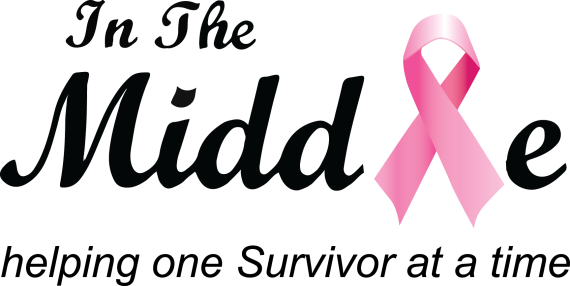 In The
Middle
helping one Survivor at a time